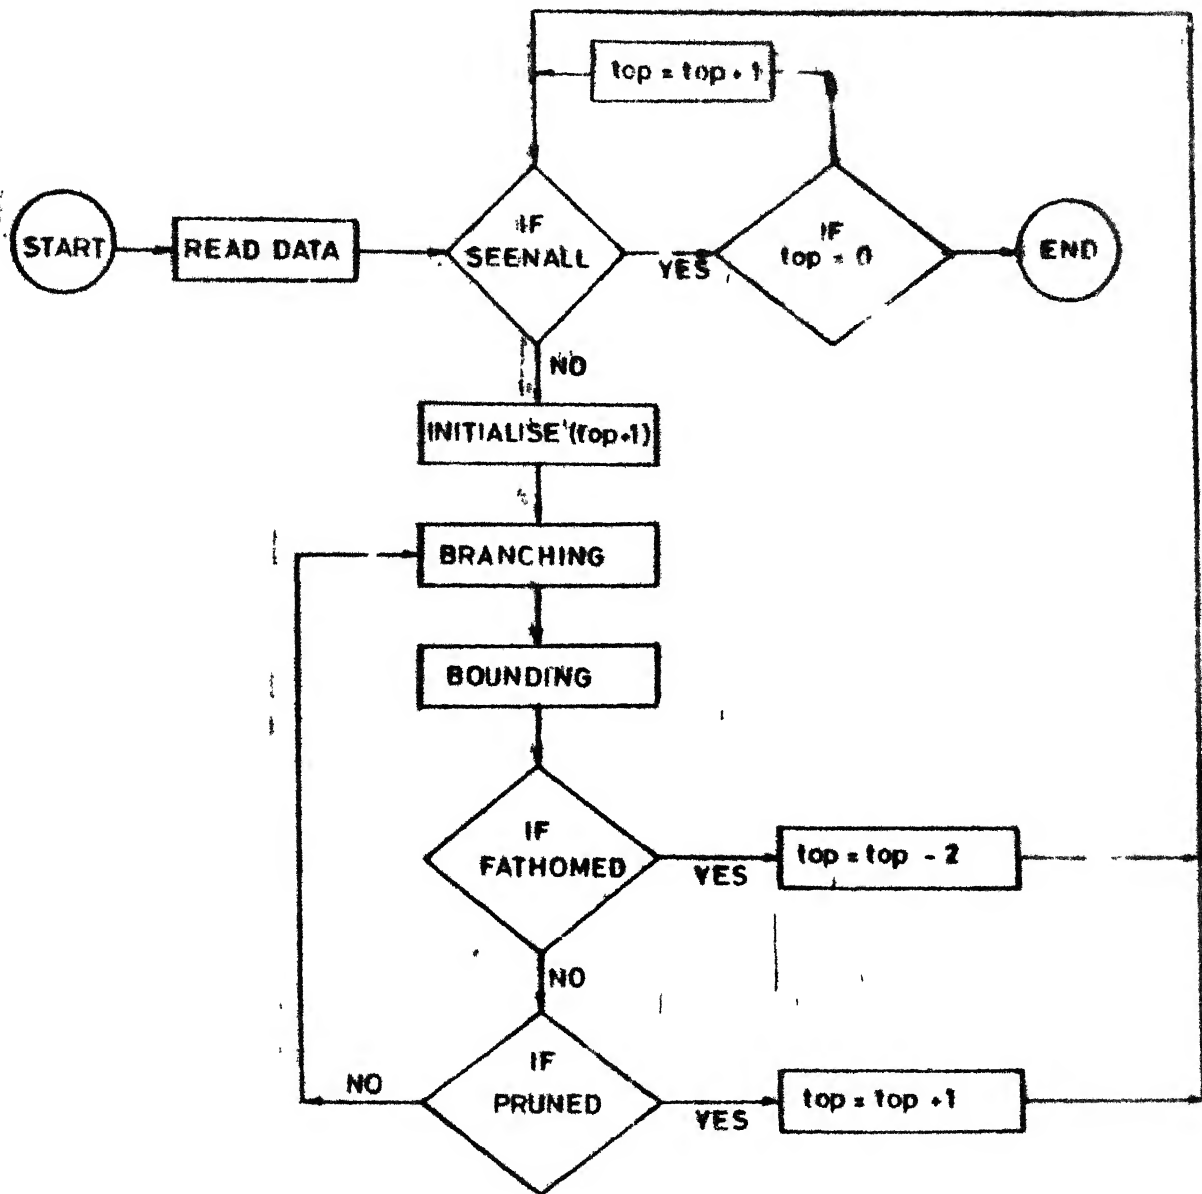 top = top + 1
START
READ DATA
IF
SEENALL
YES
IF
top = 0
END
NO
INITIALISE (top+1)
BRANCHING
BOUNDING
IF
FATHOMED
YES
top = top - 2
NO
IF
PRUNED
NO
YES
top = top +1